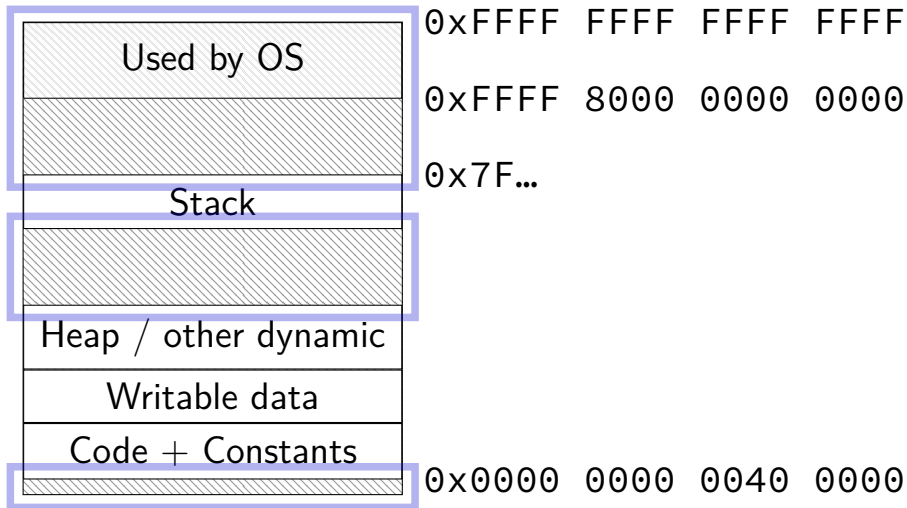 0xFFFF FFFF FFFF FFFF
Used by OS
0xFFFF 8000 0000 0000
0x7F…
Stack
Heap / other dynamic
Writable data
Code + Constants
0x0000 0000 0040 0000